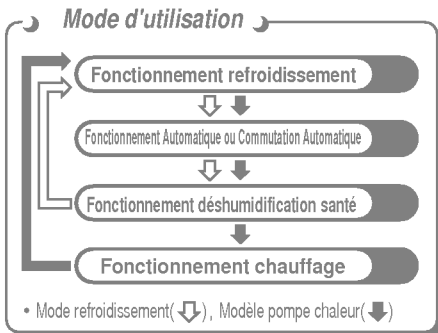 Mode d'utilisation
Fonctionnement refroidissement
Fonctionnement Automatique ou Commutation Automatique
Fonctionnement déshumidification santé
Fonctionnement chauffage
• Mode refroidissement( ), Modèle pompe chaleur( )